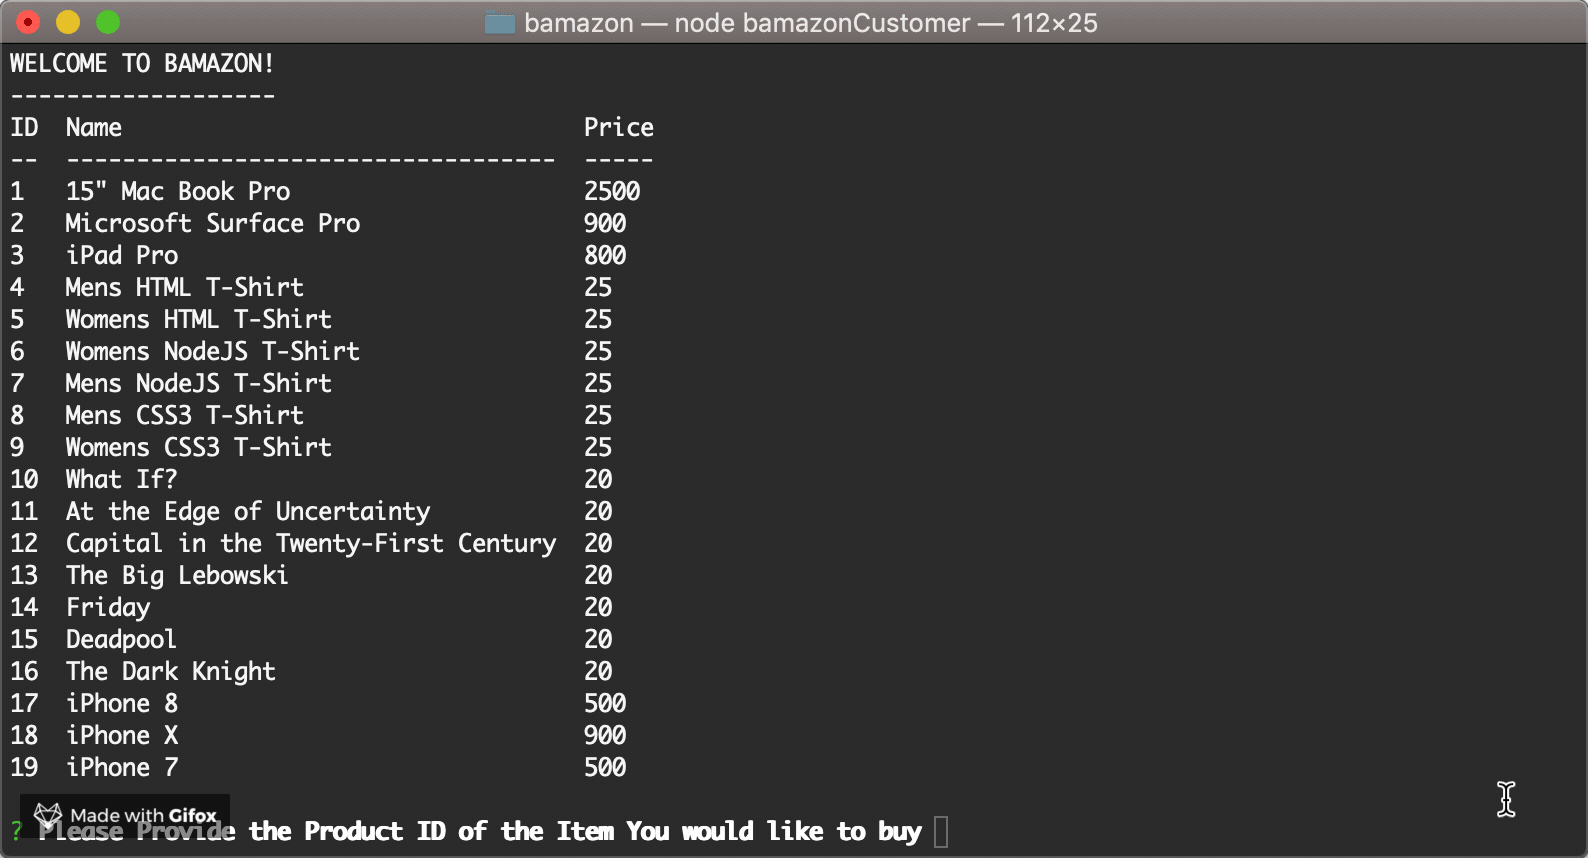 bamazon — node bamazonCustomer — 112×25
WELCOME TO BAMAZON!
-------------------
ID  Name                                 Price
--  -----------------------------------  -----
1   15" Mac Book Pro                     2500
2   Microsoft Surface Pro                900
3   iPad Pro                             800
4   Mens HTML T-Shirt                    25
5   Womens HTML T-Shirt                  25
6   Womens NodeJS T-Shirt                25
7   Mens NodeJS T-Shirt                  25
8   Mens CSS3 T-Shirt                    25
9   Womens CSS3 T-Shirt                  25
10  What If?                             20
11  At the Edge of Uncertainty           20
12  Capital in the Twenty-First Century  20
13  The Big Lebowski                     20
14  Friday                               20
15  Deadpool                             20
16  The Dark Knight                      20
17  iPhone 8                             500
18  iPhone X                             900
19  iPhone 7                             500
Made with Gifox
? Please Provide the Product ID of the Item You would like to buy